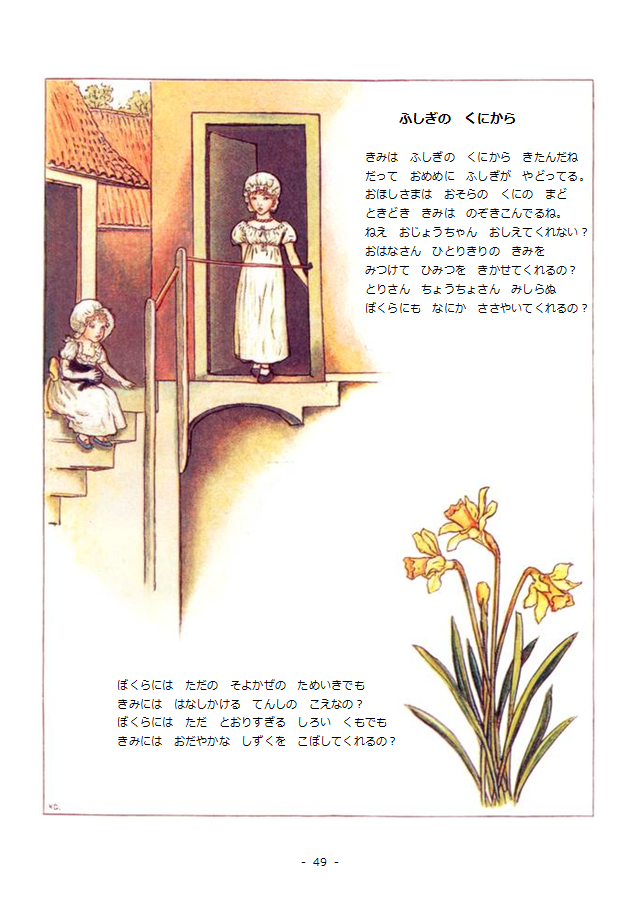 ふしぎの　くにから
きみは　ふしぎの　くにから　きたんだね
だって　おめめに　ふしぎが　やどってる。
おほしさまは　おそらの　くにの　まど
ときどき　きみは　のぞきこんでるね。
ねえ　おじょうちゃん　おしえてくれない？
おはなさん　ひとりきりの　きみを
みつけて　ひみつを　きかせてくれるの？
とりさん　ちょうちょさん　みしらぬ
ぼくらにも　なにか　ささやいてくれるの？
ぼくらには　ただの　そよかぜの　ためいきでも
きみには　はなしかける　てんしの　こえなの？
ぼくらには　ただ　とおりすぎる　しろい　くもでも
きみには　おだやかな　しずくを　こぼしてくれるの？
KG.
- 49 -